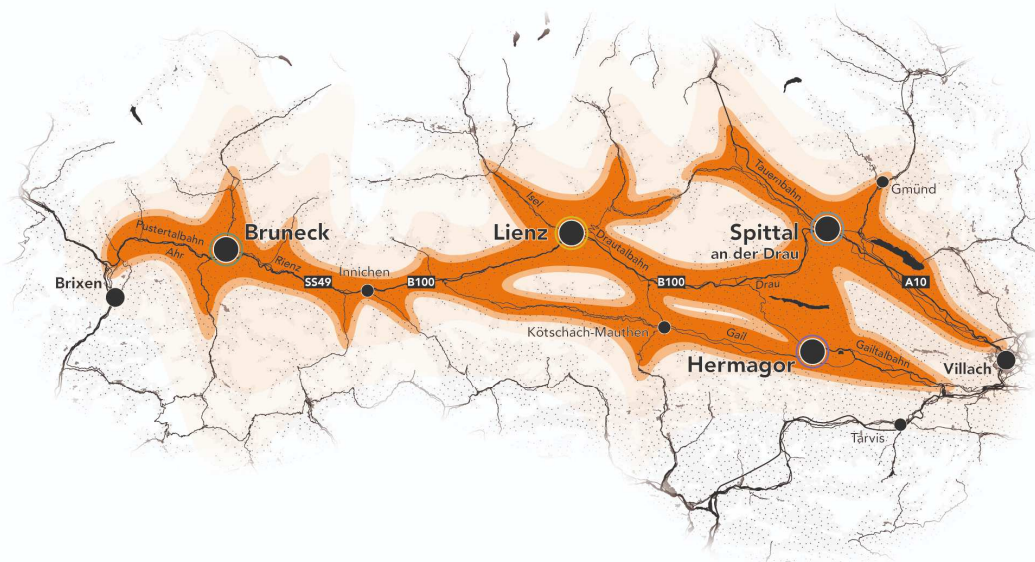 Tauernbahn
Gmünd
Isel
Pustertalbahn
Ahr
Bruneck
Lienz
Drautalbahn
Spittal
an der Drau
Rienz
Innichen
SS49
B100
B100
Drau
A10
Brixen
Kötschach-Mauthen
Gail
Gailtalbahn
Hermagor
Villach
Tarvis